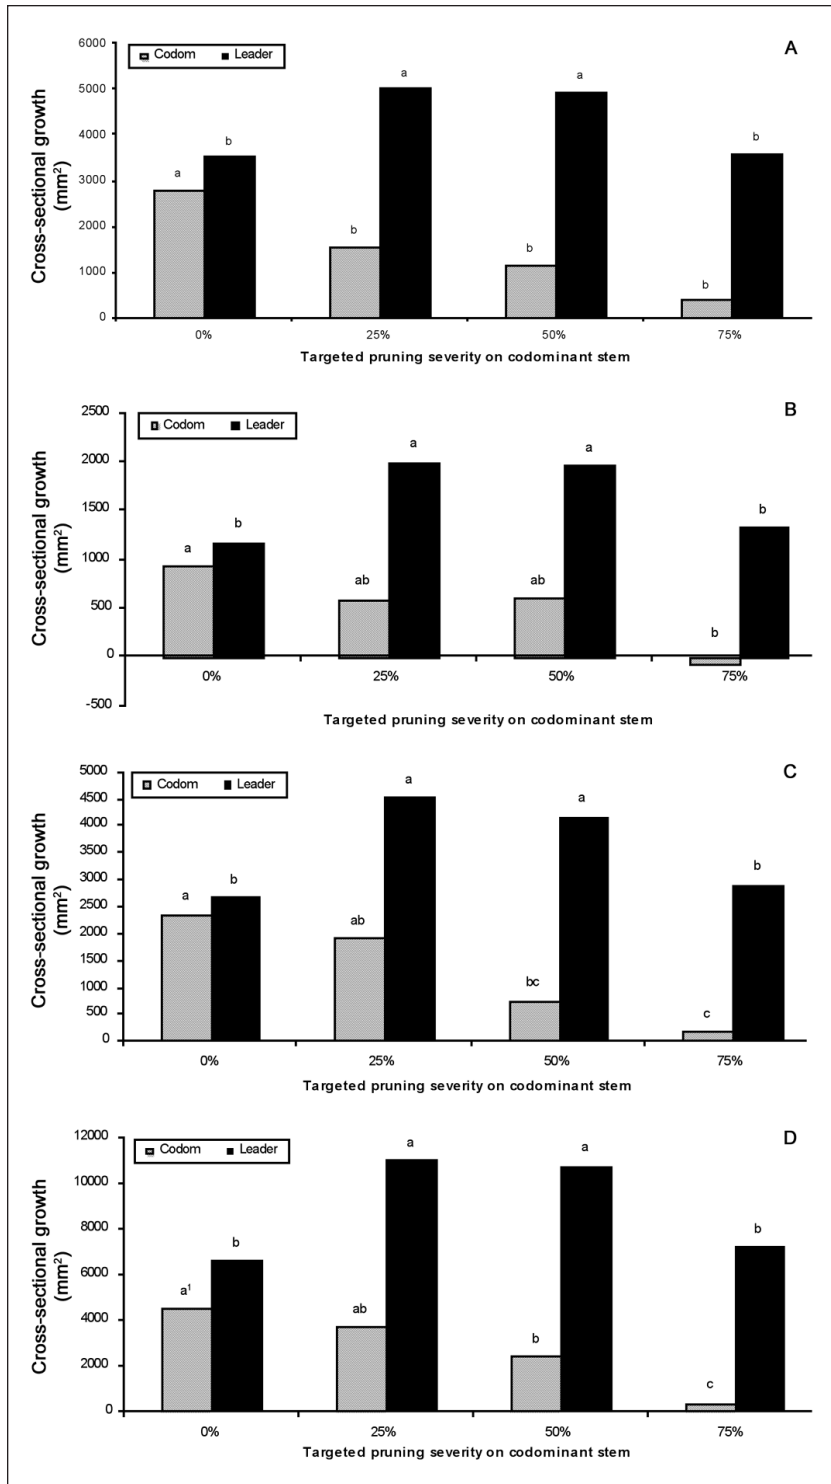 A
Codom Leader
Cross-sectional growth
(mm²)
6000
5000
4000
3000
2000
1000
0
a b
b a
b a
b b
0% 25% 50% 75%
Targeted pruning severity on codominant stem
B
Codom Leader
Cross-sectional growth
(mm²)
2500
2000
1500
1000
500
0
-500
a b
ab a
ab a
b b
0% 25% 50% 75%
Targeted pruning severity on codominant stem
C
Codom Leader
Cross-sectional growth
(mm²)
5000
4500
4000
3500
3000
2500
2000
1500
1000
500
0
a b
ab a
bc a
c b
0% 25% 50% 75%
Targeted pruning severity on codominant stem
D
Codom Leader
Cross-sectional growth
(mm²)
12000
10000
8000
6000
4000
2000
0
a¹ b
ab a
b a
c b
0% 25% 50% 75%
Targeted pruning severity on codominant stem